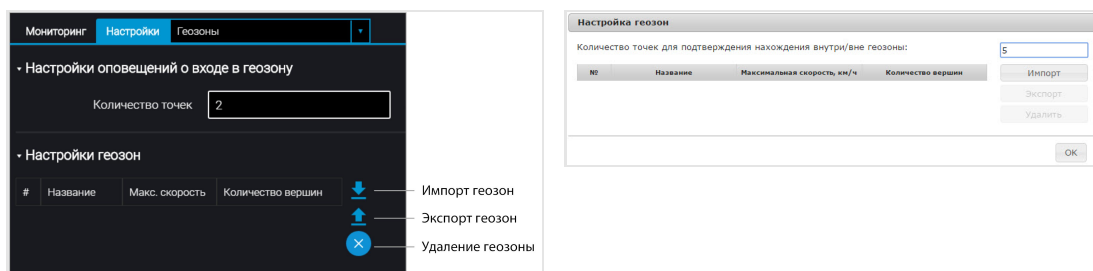 Мониторинг Настройки Геозоны
Настройки оповещений о входе в геозону
Количество точек 2
Настройки геозон
# Название Макс. скорость Количество вершин
Импорт геозон
Экспорт геозон
Удаление геозоны
Настройка геозон
Количество точек для подтверждения нахождения внутри/вне геозоны: 5
№ Название Максимальная скорость, км/ч Количество вершин Импорт
Экспорт
Удалить
OK